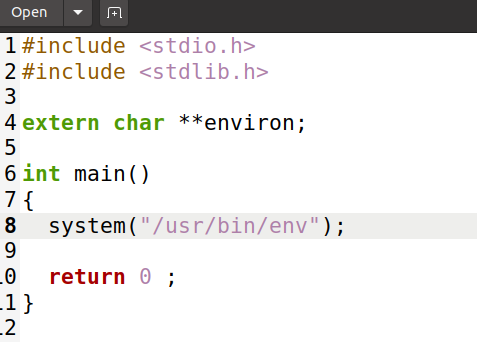 Open
1 #include <stdio.h>
2 #include <stdlib.h>
3
4 extern char **environ;
5
6 int main()
7 {
8   system("/usr/bin/env");
9
10   return 0 ;
11 }
12